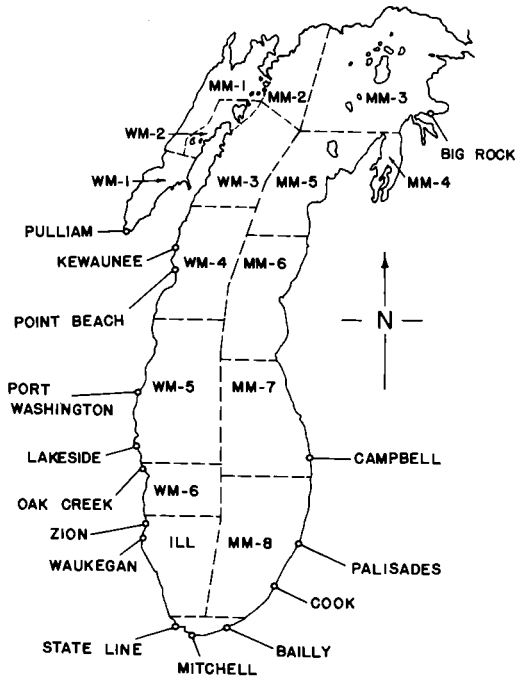 MM-1
MM-2
MM-3
WM-2
BIG ROCK
WM-1
WM-3
MM-5
MM-4
PULLIAM
KEWAUNEE
WM-4
MM-6
POINT BEACH
N
PORT
WASHINGTON
WM-5
MM-7
LAKESIDE
CAMPBELL
OAK CREEK
WM-6
ZION
WAUKEGAN
ILL
MM-8
PALISADES
COOK
STATE LINE
BAILLY
MITCHELL